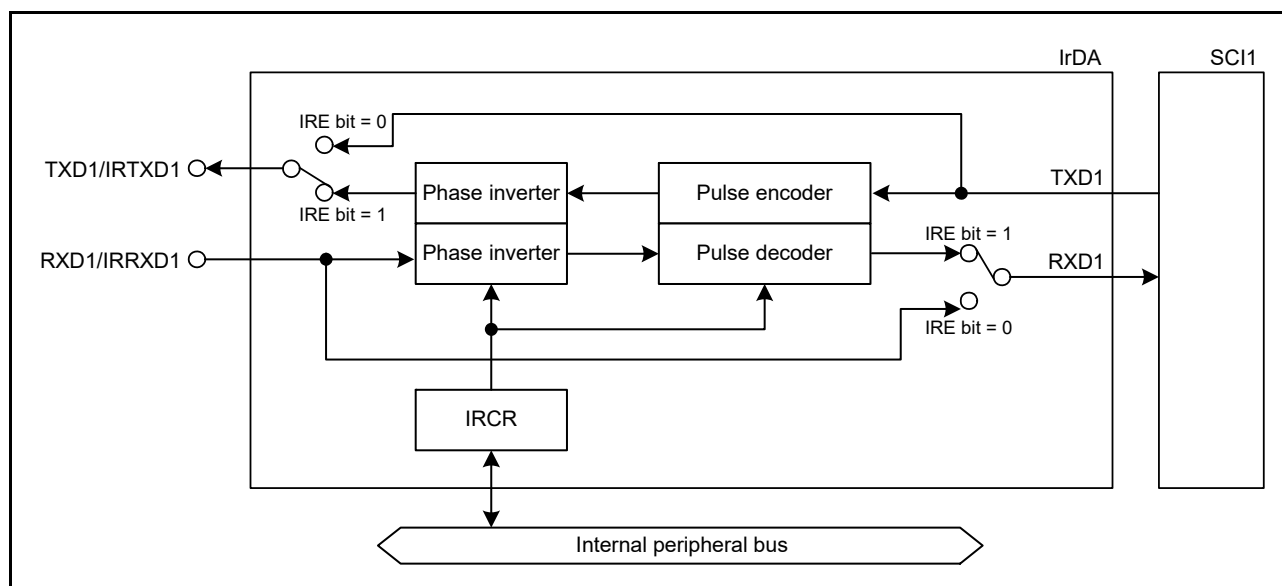 IrDA
SCI1
IRE bit = 0
TXD1/IRTXD1
Phase inverter
Pulse encoder
TXD1
IRE bit = 1
RXD1/IRRXD1
Phase inverter
Pulse decoder
IRE bit = 1
RXD1
IRE bit = 0
IRCR
Internal peripheral bus